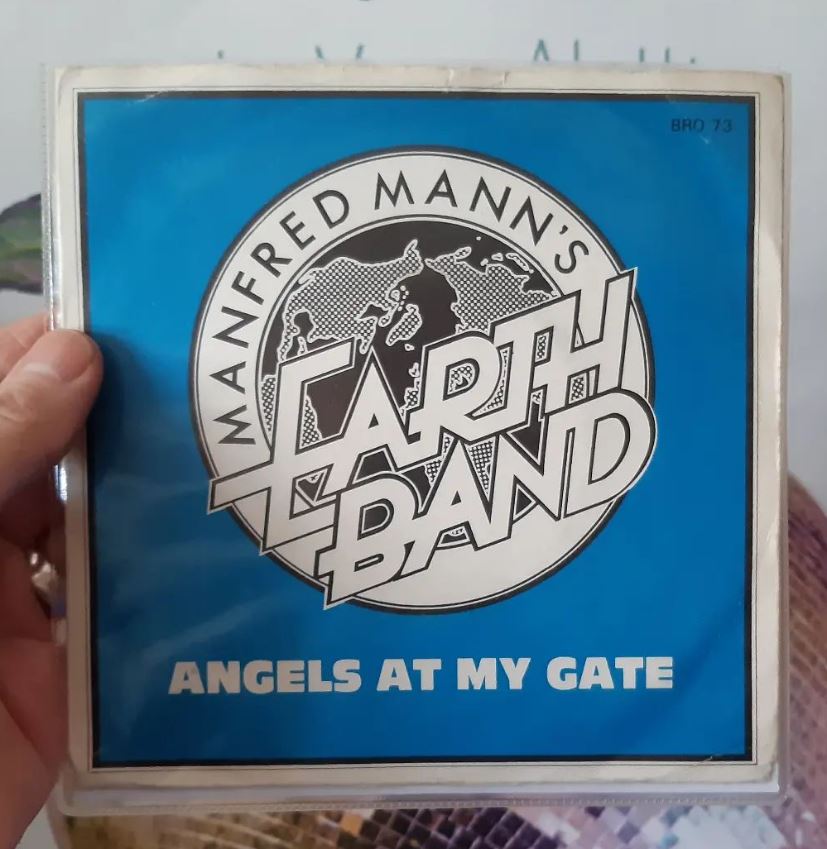 BRO 73
MANFRED MANN'S
EARTH
BAND
ANGELS AT MY GATE